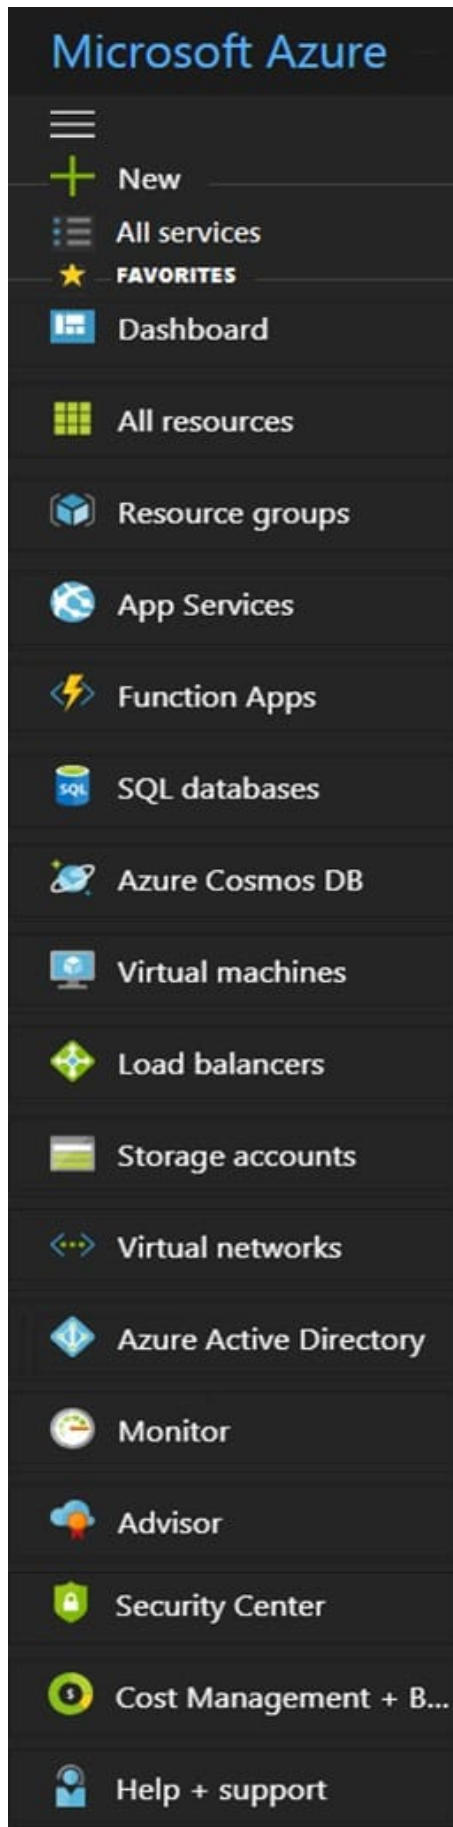 Microsoft Azure
New
All services
FAVORITES
Dashboard
All resources
Resource groups
App Services
Function Apps
SQL
SQL databases
Azure Cosmos DB
Virtual machines
Load balancers
Storage accounts
Virtual networks
Azure Active Directory
Monitor
Advisor
Security Center
$
Cost Management + B...
Help + support